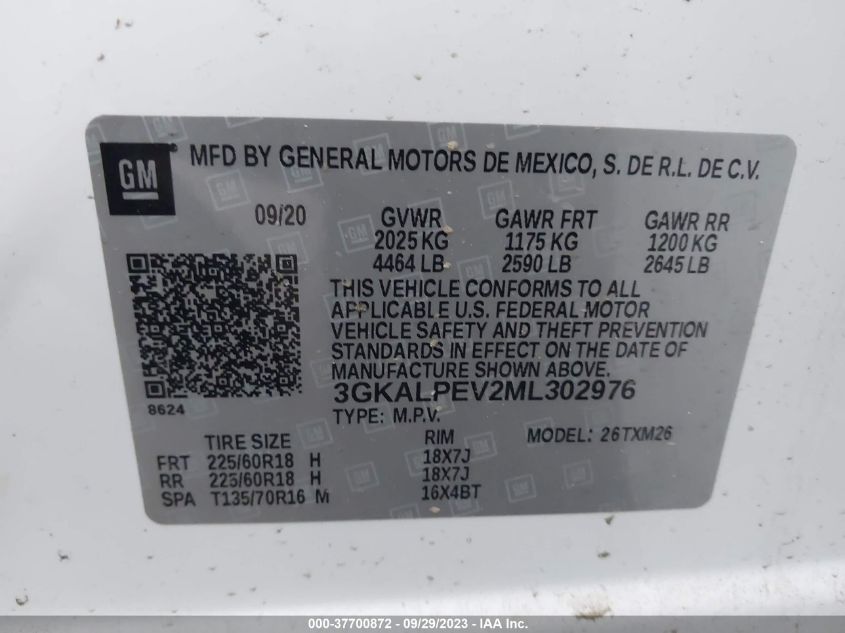 GM ® MFD BY GENERAL MOTORS DE MEXICO, S. DE R.L. DE C.V.
09/20 GVWR GAWR FRT GAWR RR
2025 KG 1175 KG 1200 KG
4464 LB 2590 LB 2645 LB
THIS VEHICLE CONFORMS TO ALL
APPLICABLE U.S. FEDERAL MOTOR
VEHICLE SAFETY AND THEFT PREVENTION
STANDARDS IN EFFECT ON THE DATE OF
MANUFACTURE SHOWN ABOVE.
8624 3GKALPEV2ML302976
TYPE: M.P.V.
TIRE SIZE RIM MODEL: 26TXM26
FRT 225/60R18 H 18X7J
RR 225/60R18 H 18X7J
SPA T135/70R16 M 16X4BT
000-37700872 - 09/29/2023 - IAA Inc.